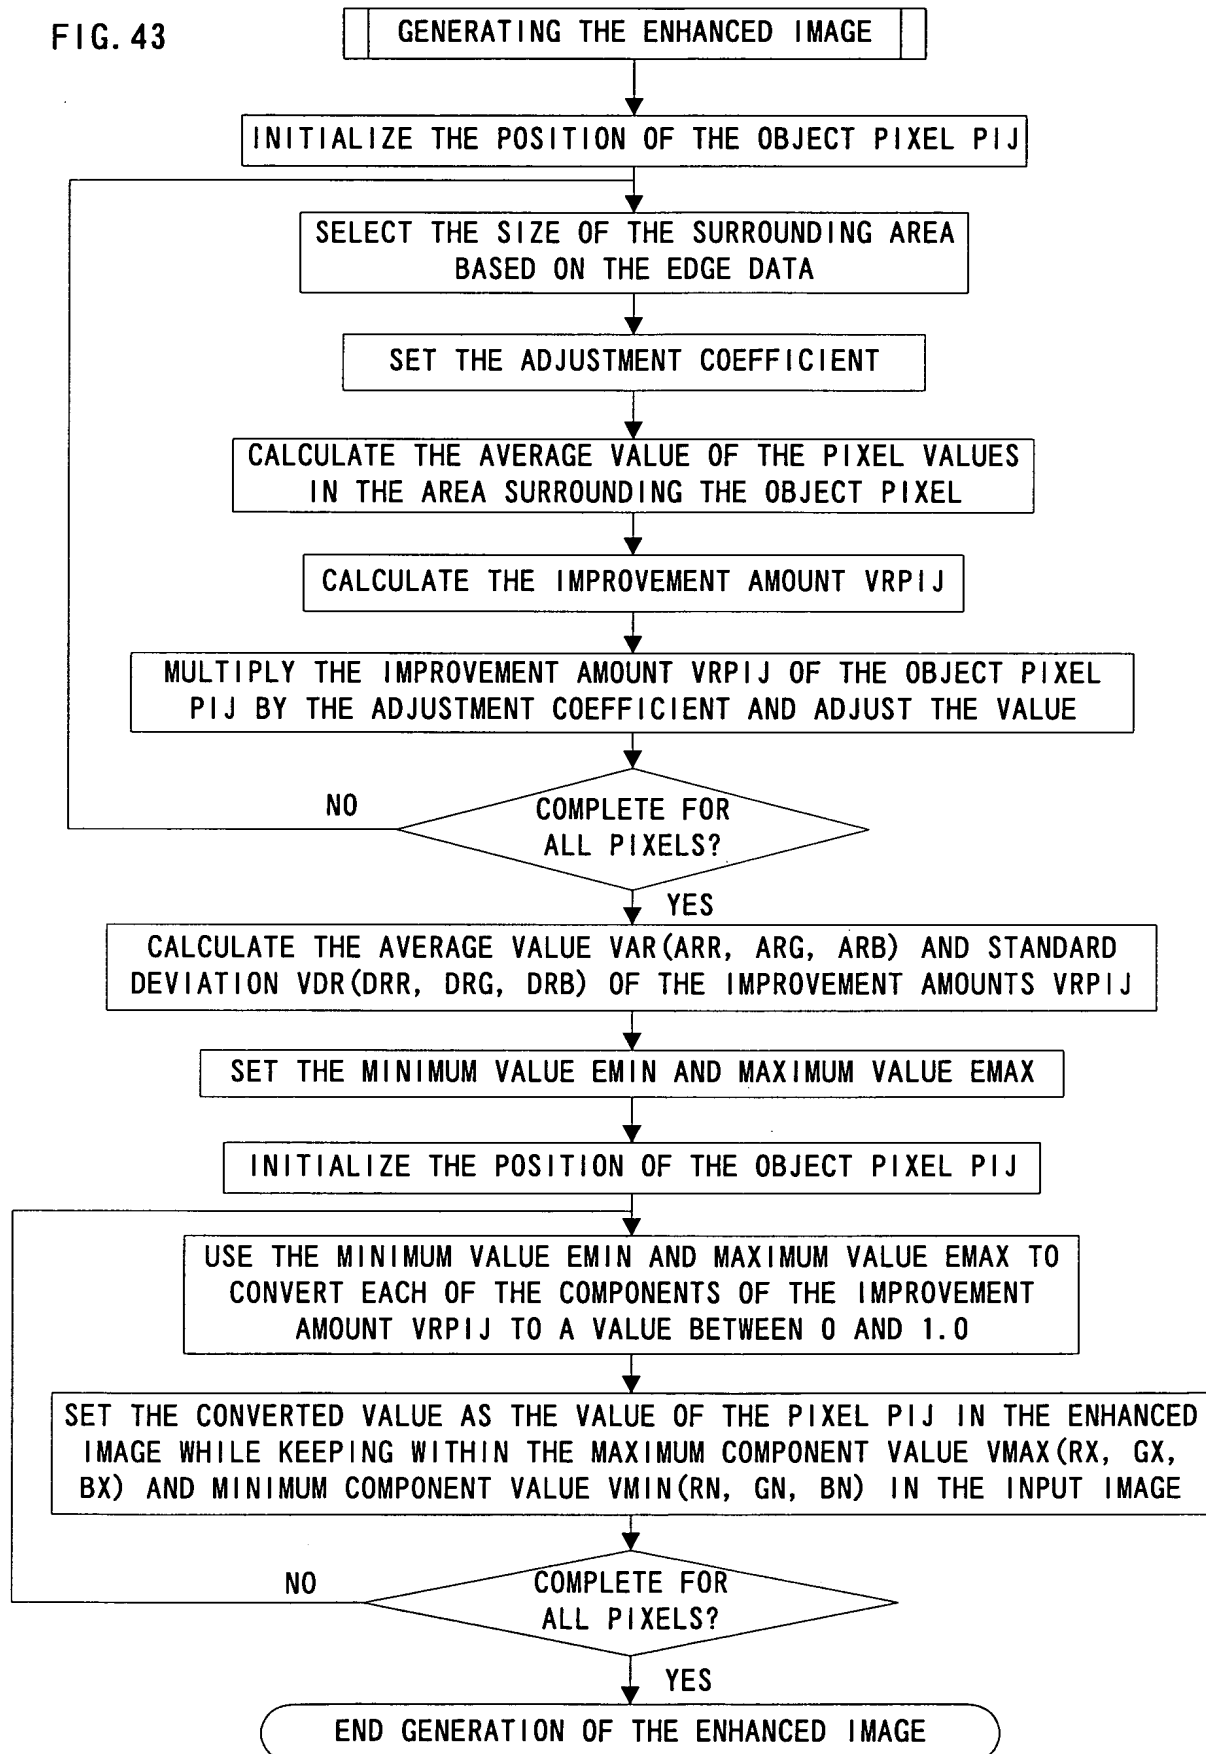 FIG. 43
GENERATING THE ENHANCED IMAGE
INITIALIZE THE POSITION OF THE OBJECT PIXEL PIJ
SELECT THE SIZE OF THE SURROUNDING AREA
BASED ON THE EDGE DATA
SET THE ADJUSTMENT COEFFICIENT
CALCULATE THE AVERAGE VALUE OF THE PIXEL VALUES
IN THE AREA SURROUNDING THE OBJECT PIXEL
CALCULATE THE IMPROVEMENT AMOUNT VRPIJ
MULTIPLY THE IMPROVEMENT AMOUNT VRPIJ OF THE OBJECT PIXEL
PIJ BY THE ADJUSTMENT COEFFICIENT AND ADJUST THE VALUE
NO
COMPLETE FOR
ALL PIXELS?
YES
CALCULATE THE AVERAGE VALUE VAR(ARR, ARG, ARB) AND STANDARD
DEVIATION VDR(DRR, DRG, DRB) OF THE IMPROVEMENT AMOUNTS VRPIJ
SET THE MINIMUM VALUE EMIN AND MAXIMUM VALUE EMAX
INITIALIZE THE POSITION OF THE OBJECT PIXEL PIJ
USE THE MINIMUM VALUE EMIN AND MAXIMUM VALUE EMAX TO
CONVERT EACH OF THE COMPONENTS OF THE IMPROVEMENT
AMOUNT VRPIJ TO A VALUE BETWEEN 0 AND 1.0
SET THE CONVERTED VALUE AS THE VALUE OF THE PIXEL PIJ IN THE ENHANCED
IMAGE WHILE KEEPING WITHIN THE MAXIMUM COMPONENT VALUE VMAX(RX, GX,
BX) AND MINIMUM COMPONENT VALUE VMIN(RN, GN, BN) IN THE INPUT IMAGE
NO
COMPLETE FOR
ALL PIXELS?
YES
END GENERATION OF THE ENHANCED IMAGE